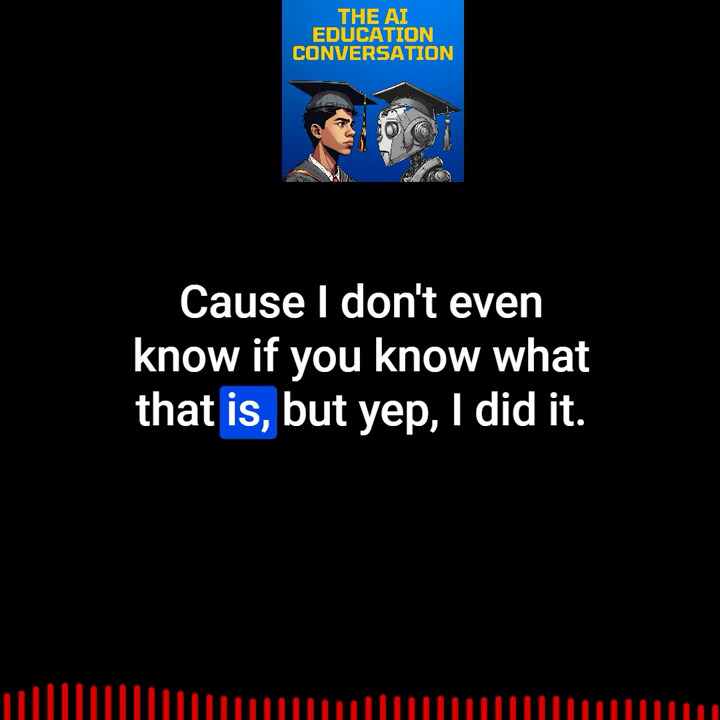 THE AI
EDUCATION
CONVERSATION
Cause I don't even
know if you know what
that is, but yep, I did it.